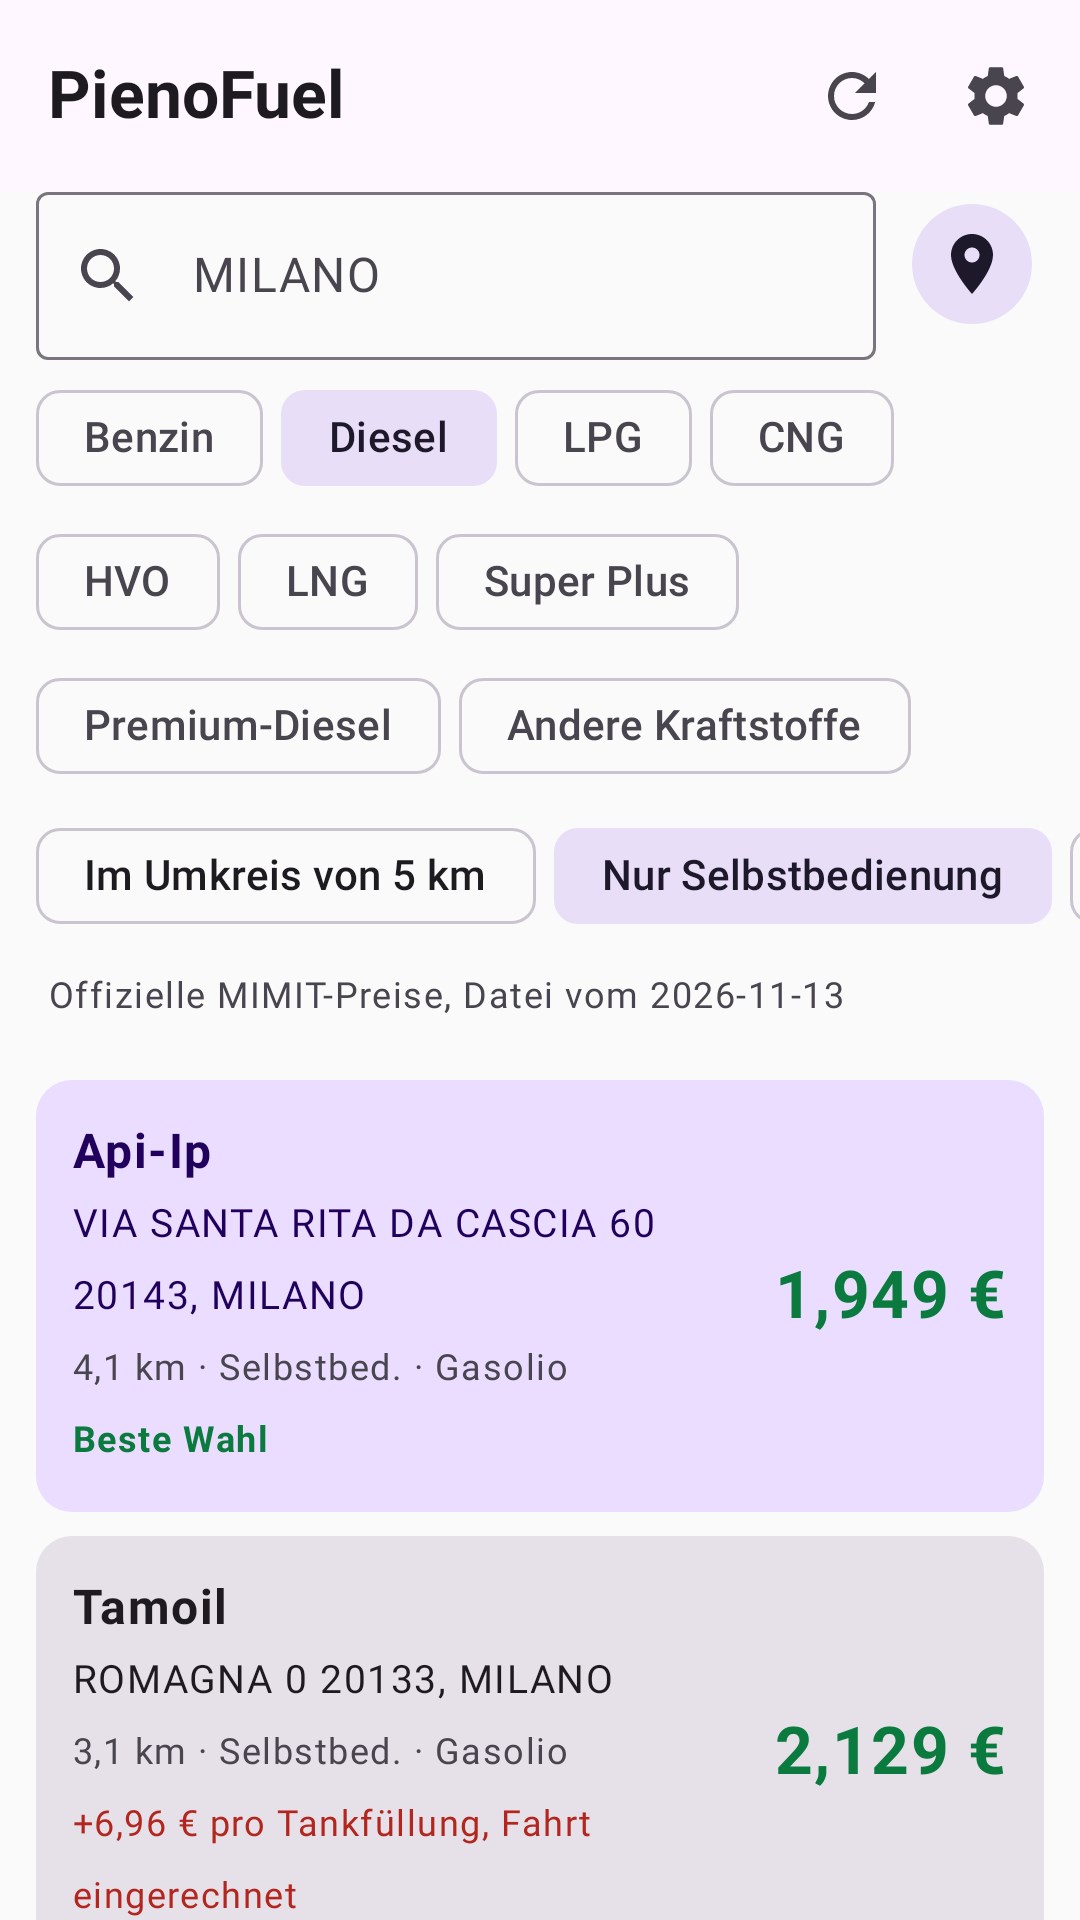 PienoFuel
MILANO
Benzin
Diesel
LPG
CNG
HVO
LNG
Super Plus
Premium-Diesel
Andere Kraftstoffe
Im Umkreis von 5 km
Nur Selbstbedienung
Offizielle MIMIT-Preise, Datei vom 2026-11-13
Api-Ip
VIA SANTA RITA DA CASCIA 60
20143, MILANO
1,949 €
4,1 km · Selbstbed. · Gasolio
Beste Wahl
Tamoil
ROMAGNA 0 20133, MILANO
3,1 km · Selbstbed. · Gasolio
2,129 €
+6,96 € pro Tankfüllung, Fahrt
eingerechnet